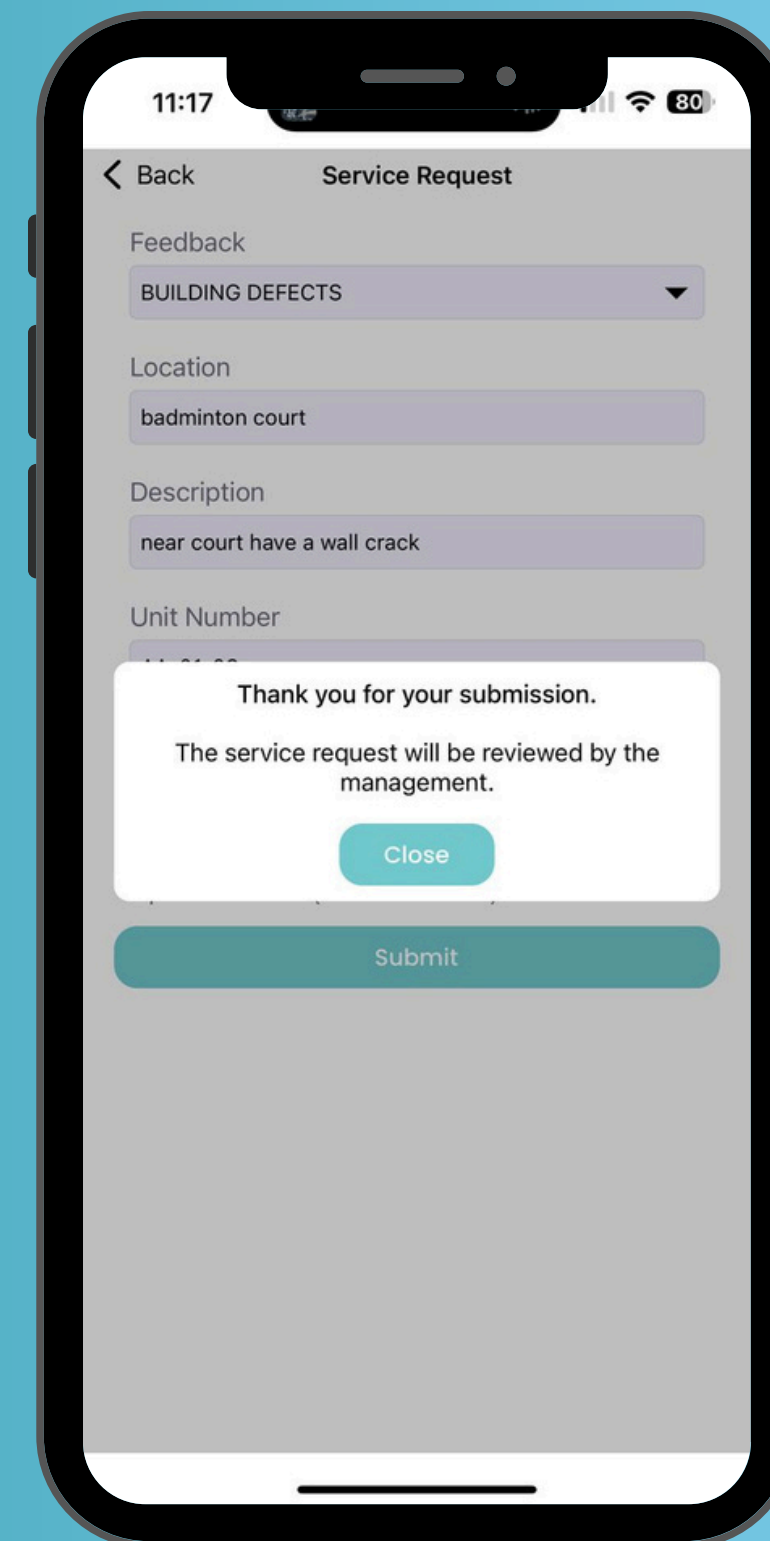 11:17
80
Back
Service Request
Feedback
BUILDING DEFECTS
Location
badminton court
Description
near court have a wall crack
Unit Number
Thank you for your submission.
The service request will be reviewed by the
management.
Close
Submit